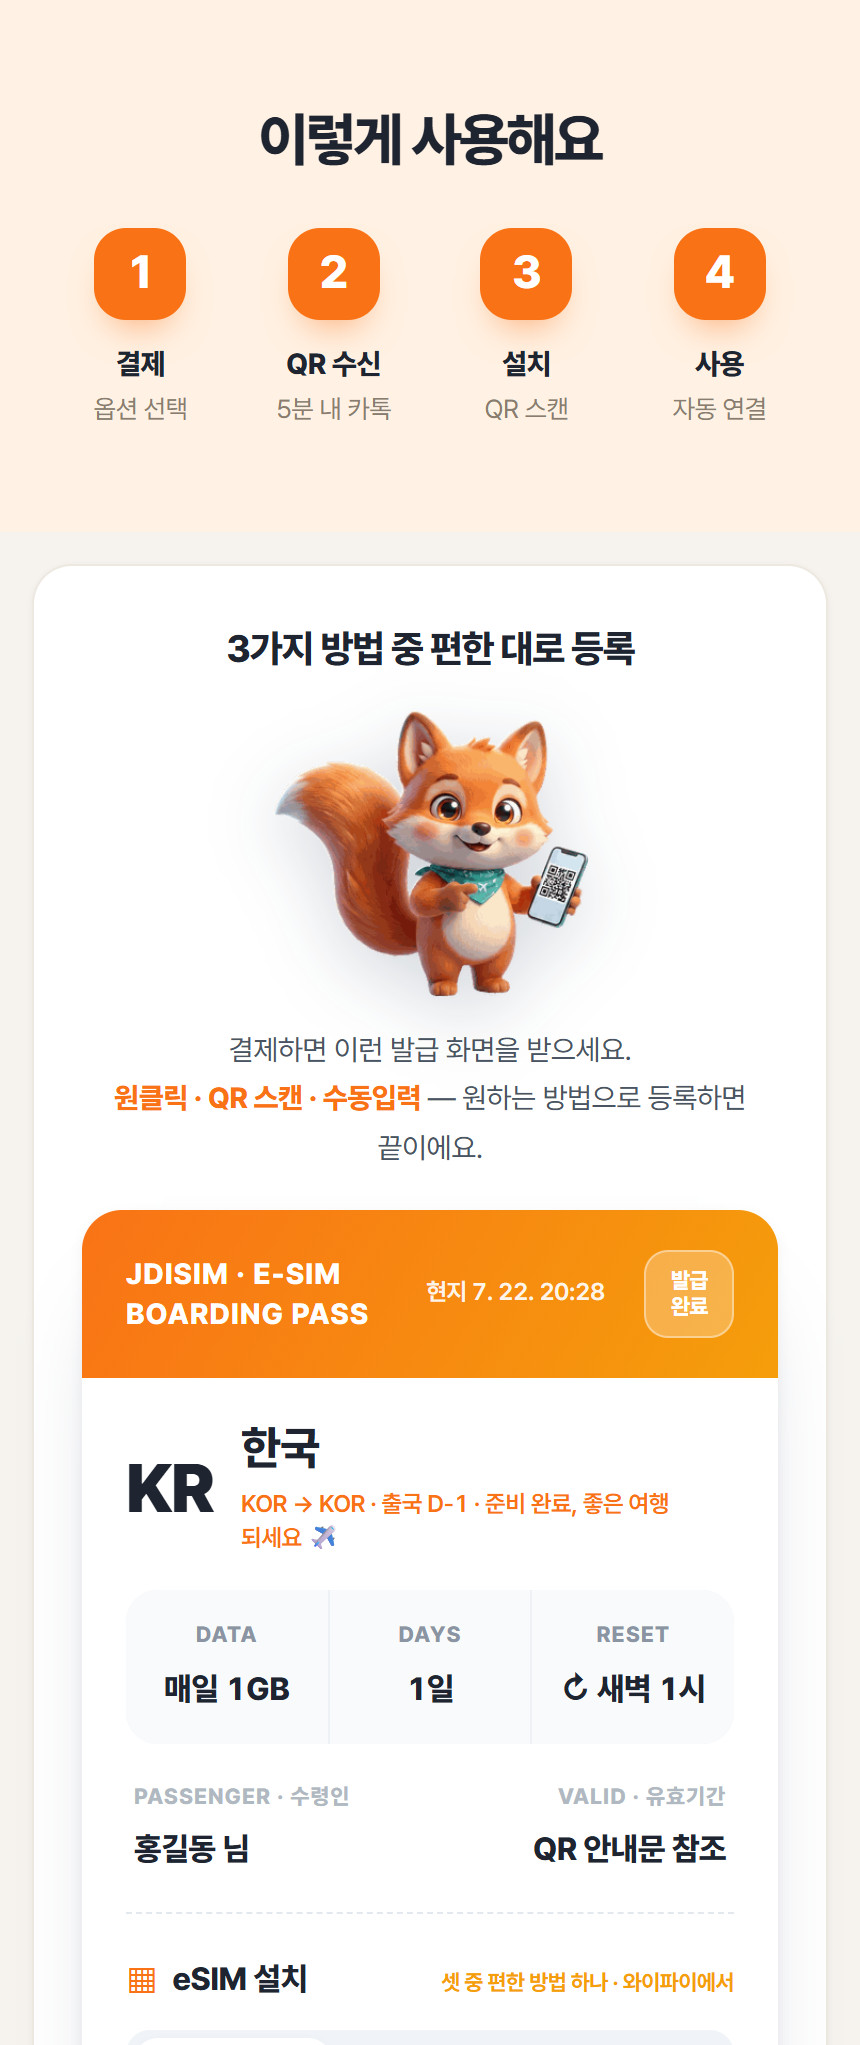 이렇게 사용해요
1
2
3
4
결제
QR 수신
설치
사용
옵션 선택
5분 내 카톡
QR 스캔
자동 연결
3가지 방법 중 편한 대로 등록
결제하면 이런 발급 화면을 받으세요.
원클릭 · QR 스캔 · 수동입력 — 원하는 방법으로 등록하면
끝이에요.
JDISIM · E-SIM
BOARDING PASS
현지 7. 22. 20:28
발급
완료
KR
한국
KOR → KOR · 출국 D-1 · 준비 완료, 좋은 여행
되세요 ✈️
DATA
DAYS
RESET
매일 1GB
1일
↻ 새벽 1시
PASSENGER · 수령인
VALID · 유효기간
홍길동 님
QR 안내문 참조
▦ eSIM 설치
셋 중 편한 방법 하나 · 와이파이에서